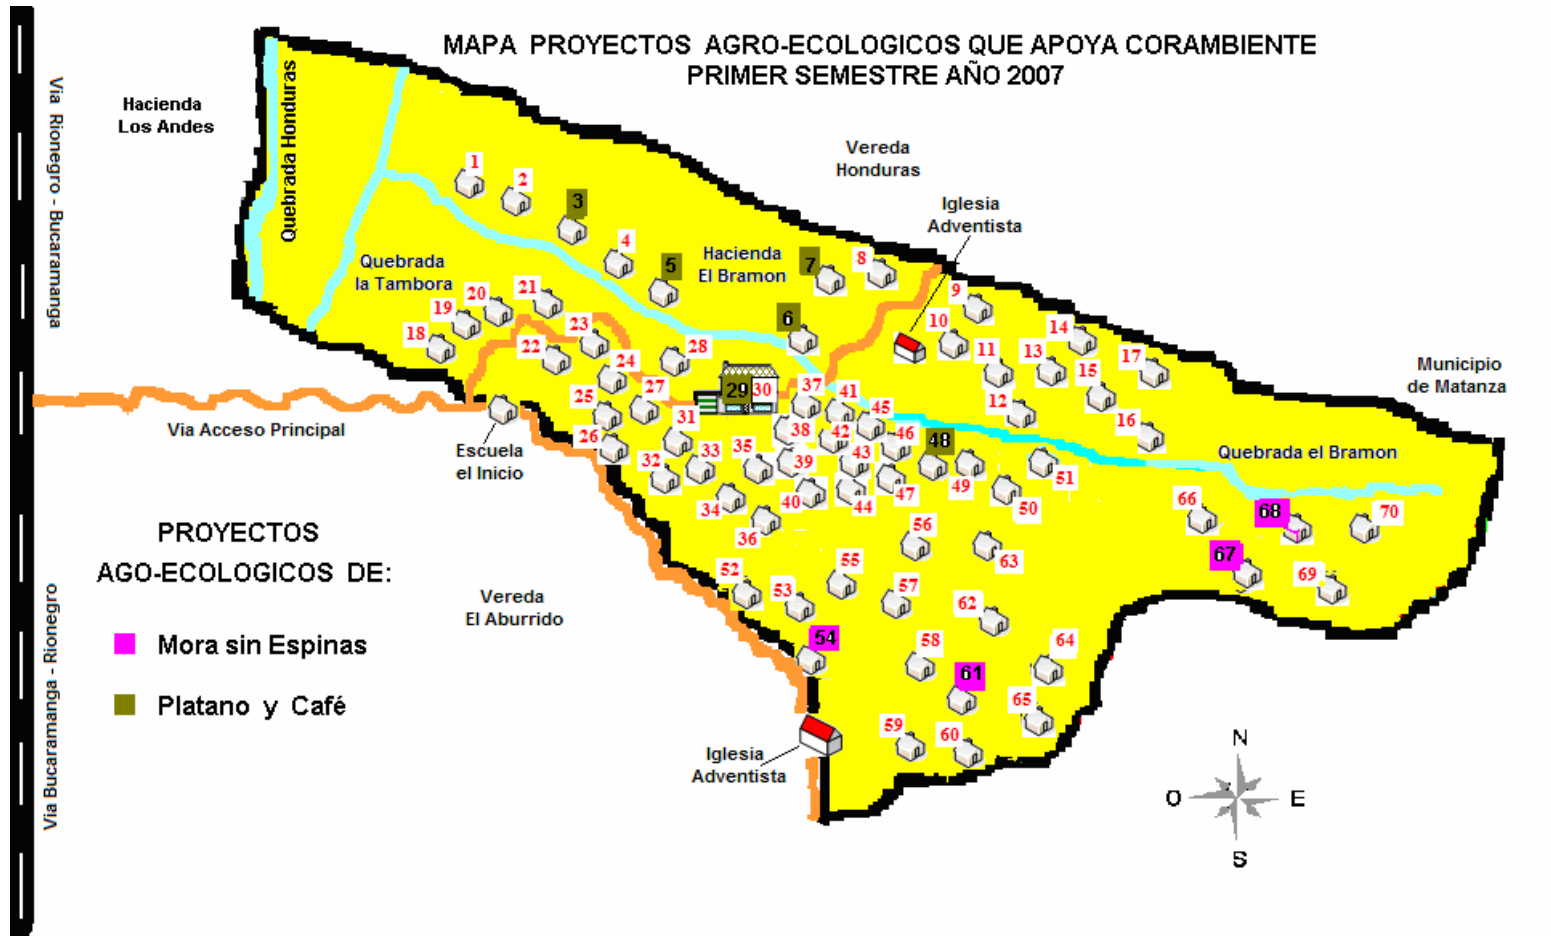 MAPA PROYECTOS AGRO-ECOLOGICOS QUE APOYA CORAMBIENTE
PRIMER SEMESTRE AÑO 2007
Via Rionegro - Bucaramanga
Hacienda
Los Andes
Quebrada Honduras
Vereda
Honduras
Iglesia
Adventista
Quebrada
la Tambora
Hacienda
El Bramon
Municipio
de Matanza
Via Acceso Principal
Escuela
el Inicio
Quebrada el Bramon
PROYECTOS
AGO-ECOLOGICOS DE:
Mora sin Espinas
Platano y Café
Via Bucaramanga - Rionegro
Vereda
El Aburrido
Iglesia
Adventista
N
O
E
S
1
2
3
4
5
6
7
8
9
10
11
12
13
14
15
16
17
18
19
20
21
22
23
24
25
26
27
28
29
30
31
32
33
34
35
36
37
38
39
40
41
42
43
44
45
46
47
48
49
50
51
52
53
54
55
56
57
58
59
60
61
62
63
64
65
66
67
68
69
70